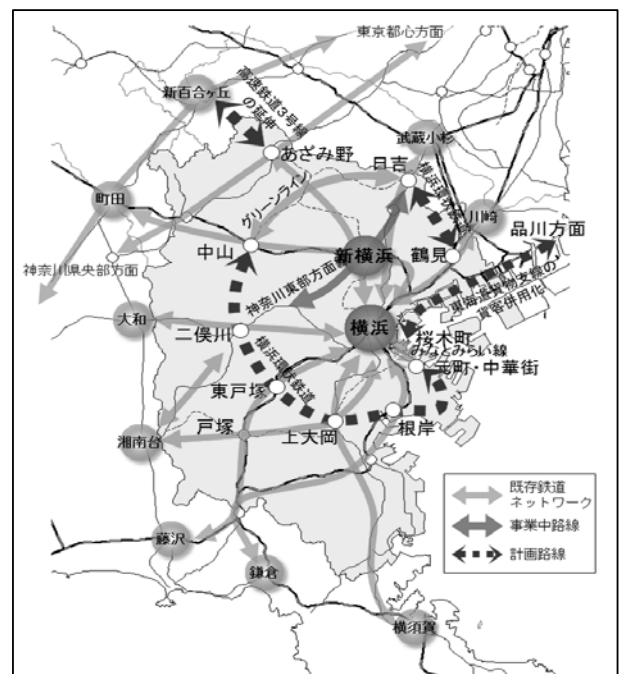 東京都心方面
高速鉄道3号線
の延伸
新百合ヶ丘
武蔵小杉
あざみ野
日吉
横浜環状鉄道
町田
グリーンライン
川崎
品川方面
中山
新横浜
鶴見
神奈川県央部方面
神奈川東部方面
東海道貨物支線の
貨客併用化
大和
横浜
二俣川
桜木町
みなとみらい線
元町・中華街
横浜環状鉄道
東戸塚
戸塚
上大岡
根岸
湘南台
既存鉄道
ネットワーク
事業中路線
計画路線
藤沢
鎌倉
横須賀